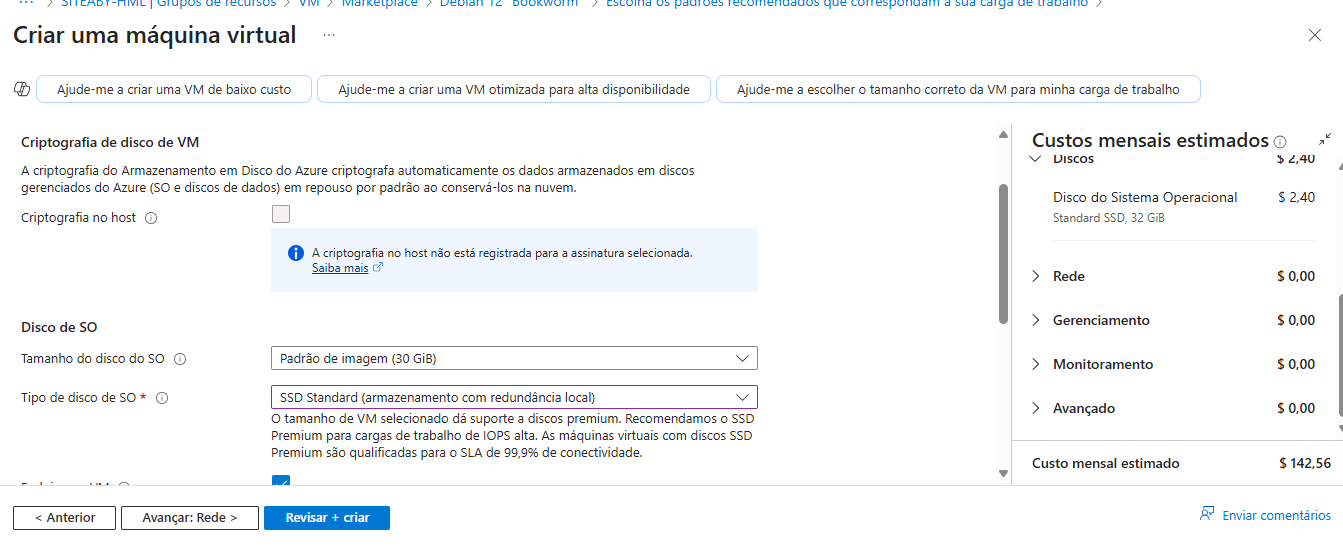 ··· > SITEABY-HML | Grupos de recursos > VM > Marketplace > Debian 12 "Bookworm" > Escolha os padrões recomendados que correspondam à sua carga de trabalho >
Criar uma máquina virtual ···
Ajude-me a criar uma VM de baixo custo
Ajude-me a criar uma VM otimizada para alta disponibilidade
Ajude-me a escolher o tamanho correto da VM para minha carga de trabalho
Criptografia de disco de VM
A criptografia do Armazenamento em Disco do Azure criptografa automaticamente os dados armazenados em discos
gerenciados do Azure (SO e discos de dados) em repouso por padrão ao conservá-los na nuvem.
Criptografia no host
A criptografia no host não está registrada para a assinatura selecionada.
Saiba mais
Disco de SO
Tamanho do disco do SO
Padrão de imagem (30 GiB)
Tipo de disco de SO *
SSD Standard (armazenamento com redundância local)
O tamanho de VM selecionado dá suporte a discos premium. Recomendamos o SSD
Premium para cargas de trabalho de IOPS alta. As máquinas virtuais com discos SSD
Premium são qualificadas para o SLA de 99,9% de conectividade.
Custos mensais estimados
Discos $ 2,40
Disco do Sistema Operacional $ 2,40
Standard SSD, 32 GiB
Rede $ 0,00
Gerenciamento $ 0,00
Monitoramento $ 0,00
Avançado $ 0,00
Custo mensal estimado $ 142,56
< Anterior
Avançar: Rede >
Revisar + criar
Enviar comentários